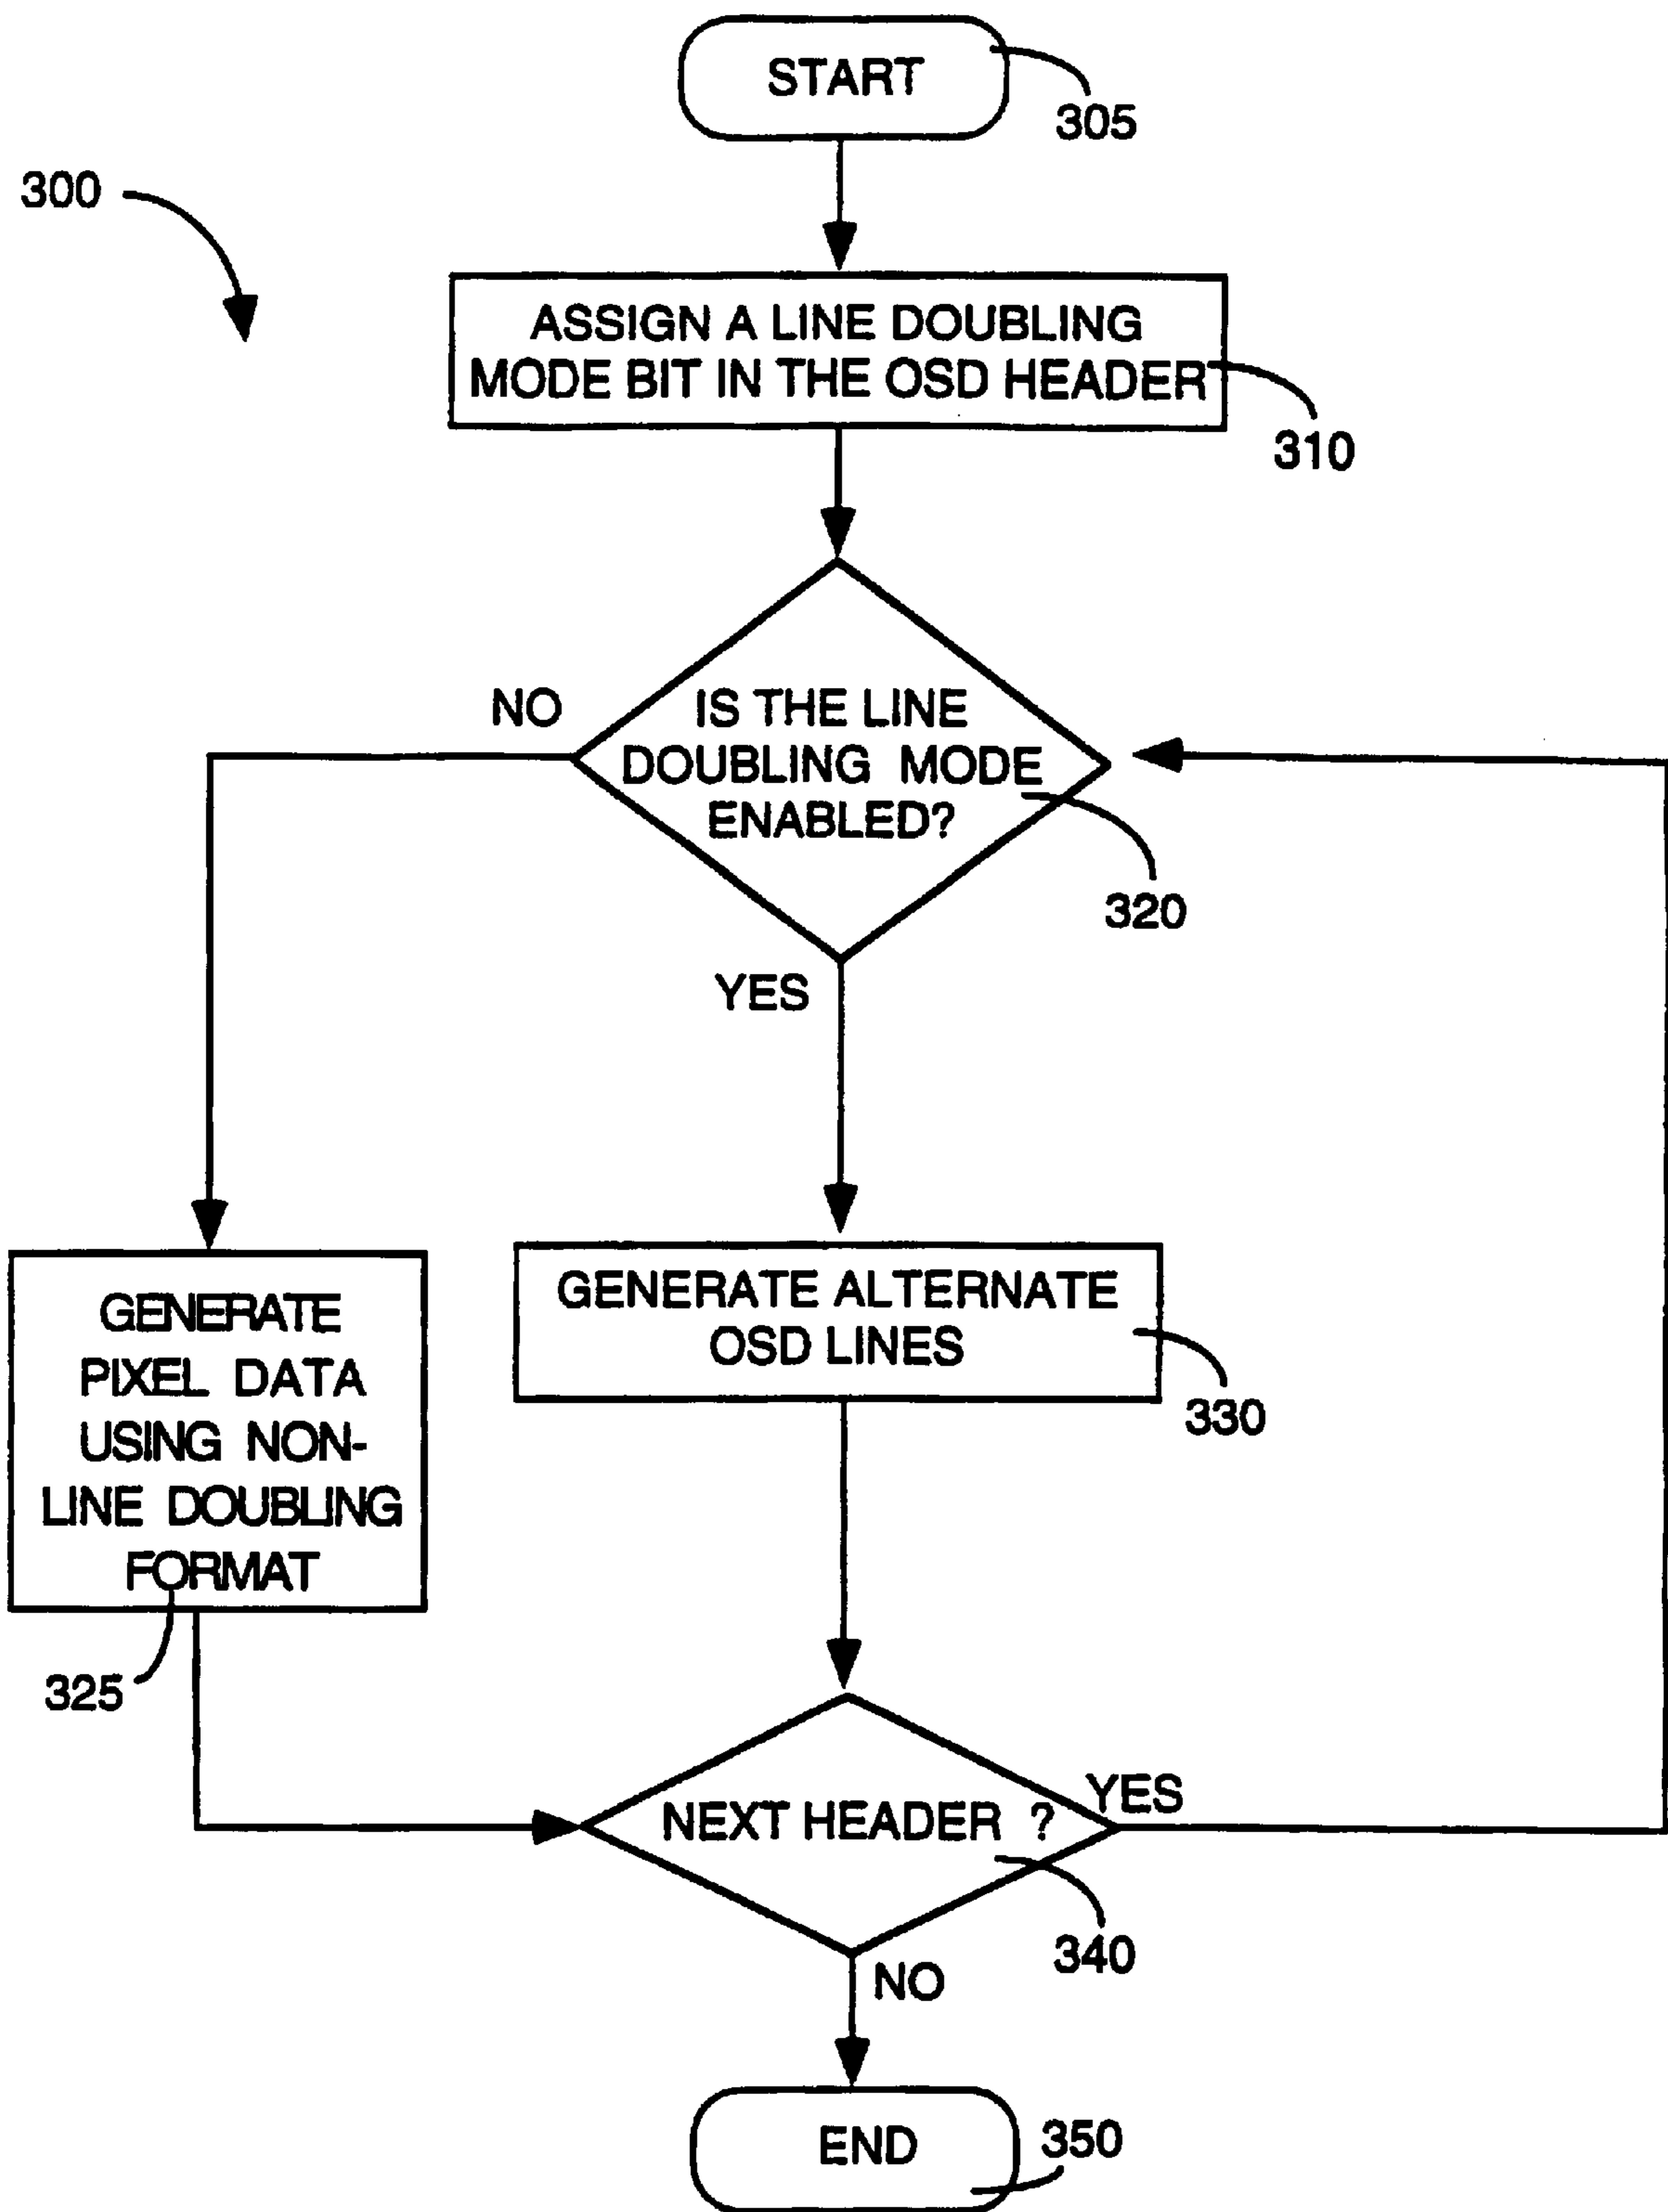 START
305
300
ASSIGN A LINE DOUBLING
MODE BIT IN THE OSD HEADER
310
NO
IS THE LINE
DOUBLING MODE
ENABLED?
320
YES
GENERATE
PIXEL DATA
USING NON-
LINE DOUBLING
FORMAT
325
GENERATE ALTERNATE
OSD LINES
330
NEXT HEADER ?
YES
340
NO
END
350